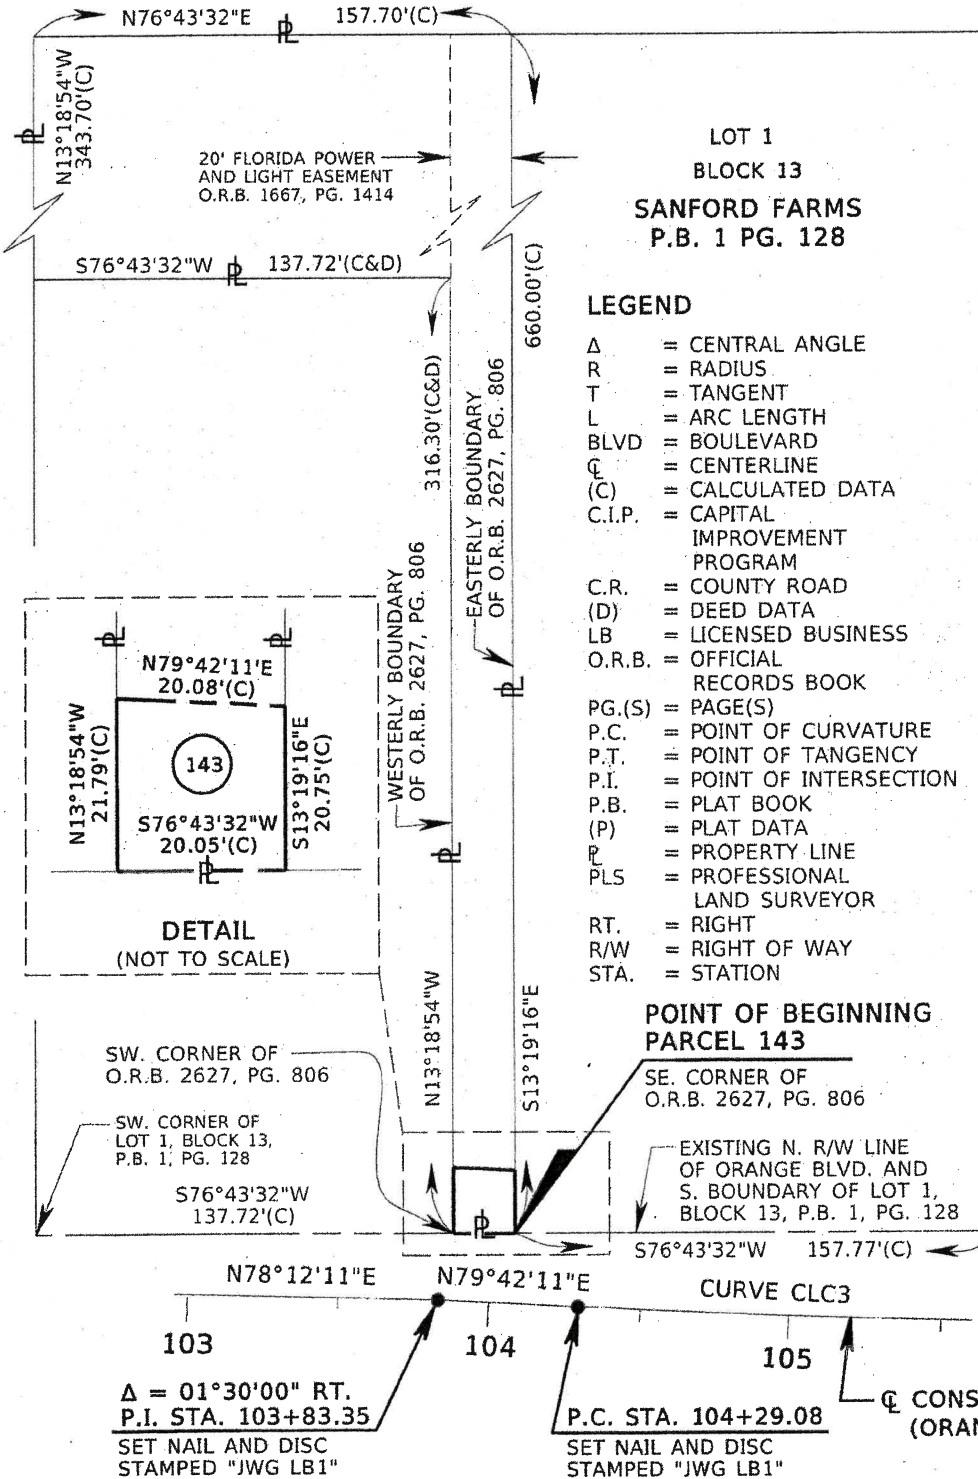 N76°43'32"E ⅊ 157.70'(C)
N13°18'54"W
343.70'(C)
⅊
20' FLORIDA POWER
AND LIGHT EASEMENT
O.R.B. 1667, PG. 1414
LOT 1
BLOCK 13
SANFORD FARMS
P.B. 1 PG. 128
S76°43'32"W ⅊ 137.72'(C&D)
660.00'(C)
316.30'(C&D)
EASTERLY BOUNDARY
OF O.R.B. 2627, PG. 806
⅊
WESTERLY BOUNDARY
OF O.R.B. 2627, PG. 806
⅊
LEGEND
Δ = CENTRAL ANGLE
R = RADIUS
T = TANGENT
L = ARC LENGTH
BLVD = BOULEVARD
℄ = CENTERLINE
(C) = CALCULATED DATA
C.I.P. = CAPITAL
IMPROVEMENT
PROGRAM
C.R. = COUNTY ROAD
(D) = DEED DATA
LB = LICENSED BUSINESS
O.R.B. = OFFICIAL
RECORDS BOOK
PG.(S) = PAGE(S)
P.C. = POINT OF CURVATURE
P.T. = POINT OF TANGENCY
P.I. = POINT OF INTERSECTION
P.B. = PLAT BOOK
(P) = PLAT DATA
⅊ = PROPERTY LINE
PLS = PROFESSIONAL
LAND SURVEYOR
RT. = RIGHT
R/W = RIGHT OF WAY
STA. = STATION
⅊ ⅊
N79°42'11"E
20.08'(C)
N13°18'54"W
21.79'(C)
143
S13°19'16"E
20.75'(C)
S76°43'32"W
20.05'(C)
⅊
DETAIL
(NOT TO SCALE)
N13°18'54"W
S13°19'16"E
POINT OF BEGINNING
PARCEL 143
SE. CORNER OF
O.R.B. 2627, PG. 806
SW. CORNER OF
O.R.B. 2627, PG. 806
SW. CORNER OF
LOT 1, BLOCK 13,
P.B. 1, PG. 128
S76°43'32"W
137.72'(C)
⅊
EXISTING N. R/W LINE
OF ORANGE BLVD. AND
S. BOUNDARY OF LOT 1,
BLOCK 13, P.B. 1, PG. 128
S76°43'32"W 157.77'(C)
N78°12'11"E N79°42'11"E CURVE CLC3
103 104 105
Δ = 01°30'00" RT.
P.I. STA. 103+83.35
SET NAIL AND DISC
STAMPED "JWG LB1"
P.C. STA. 104+29.08
SET NAIL AND DISC
STAMPED "JWG LB1"
℄ CONS
(ORAN